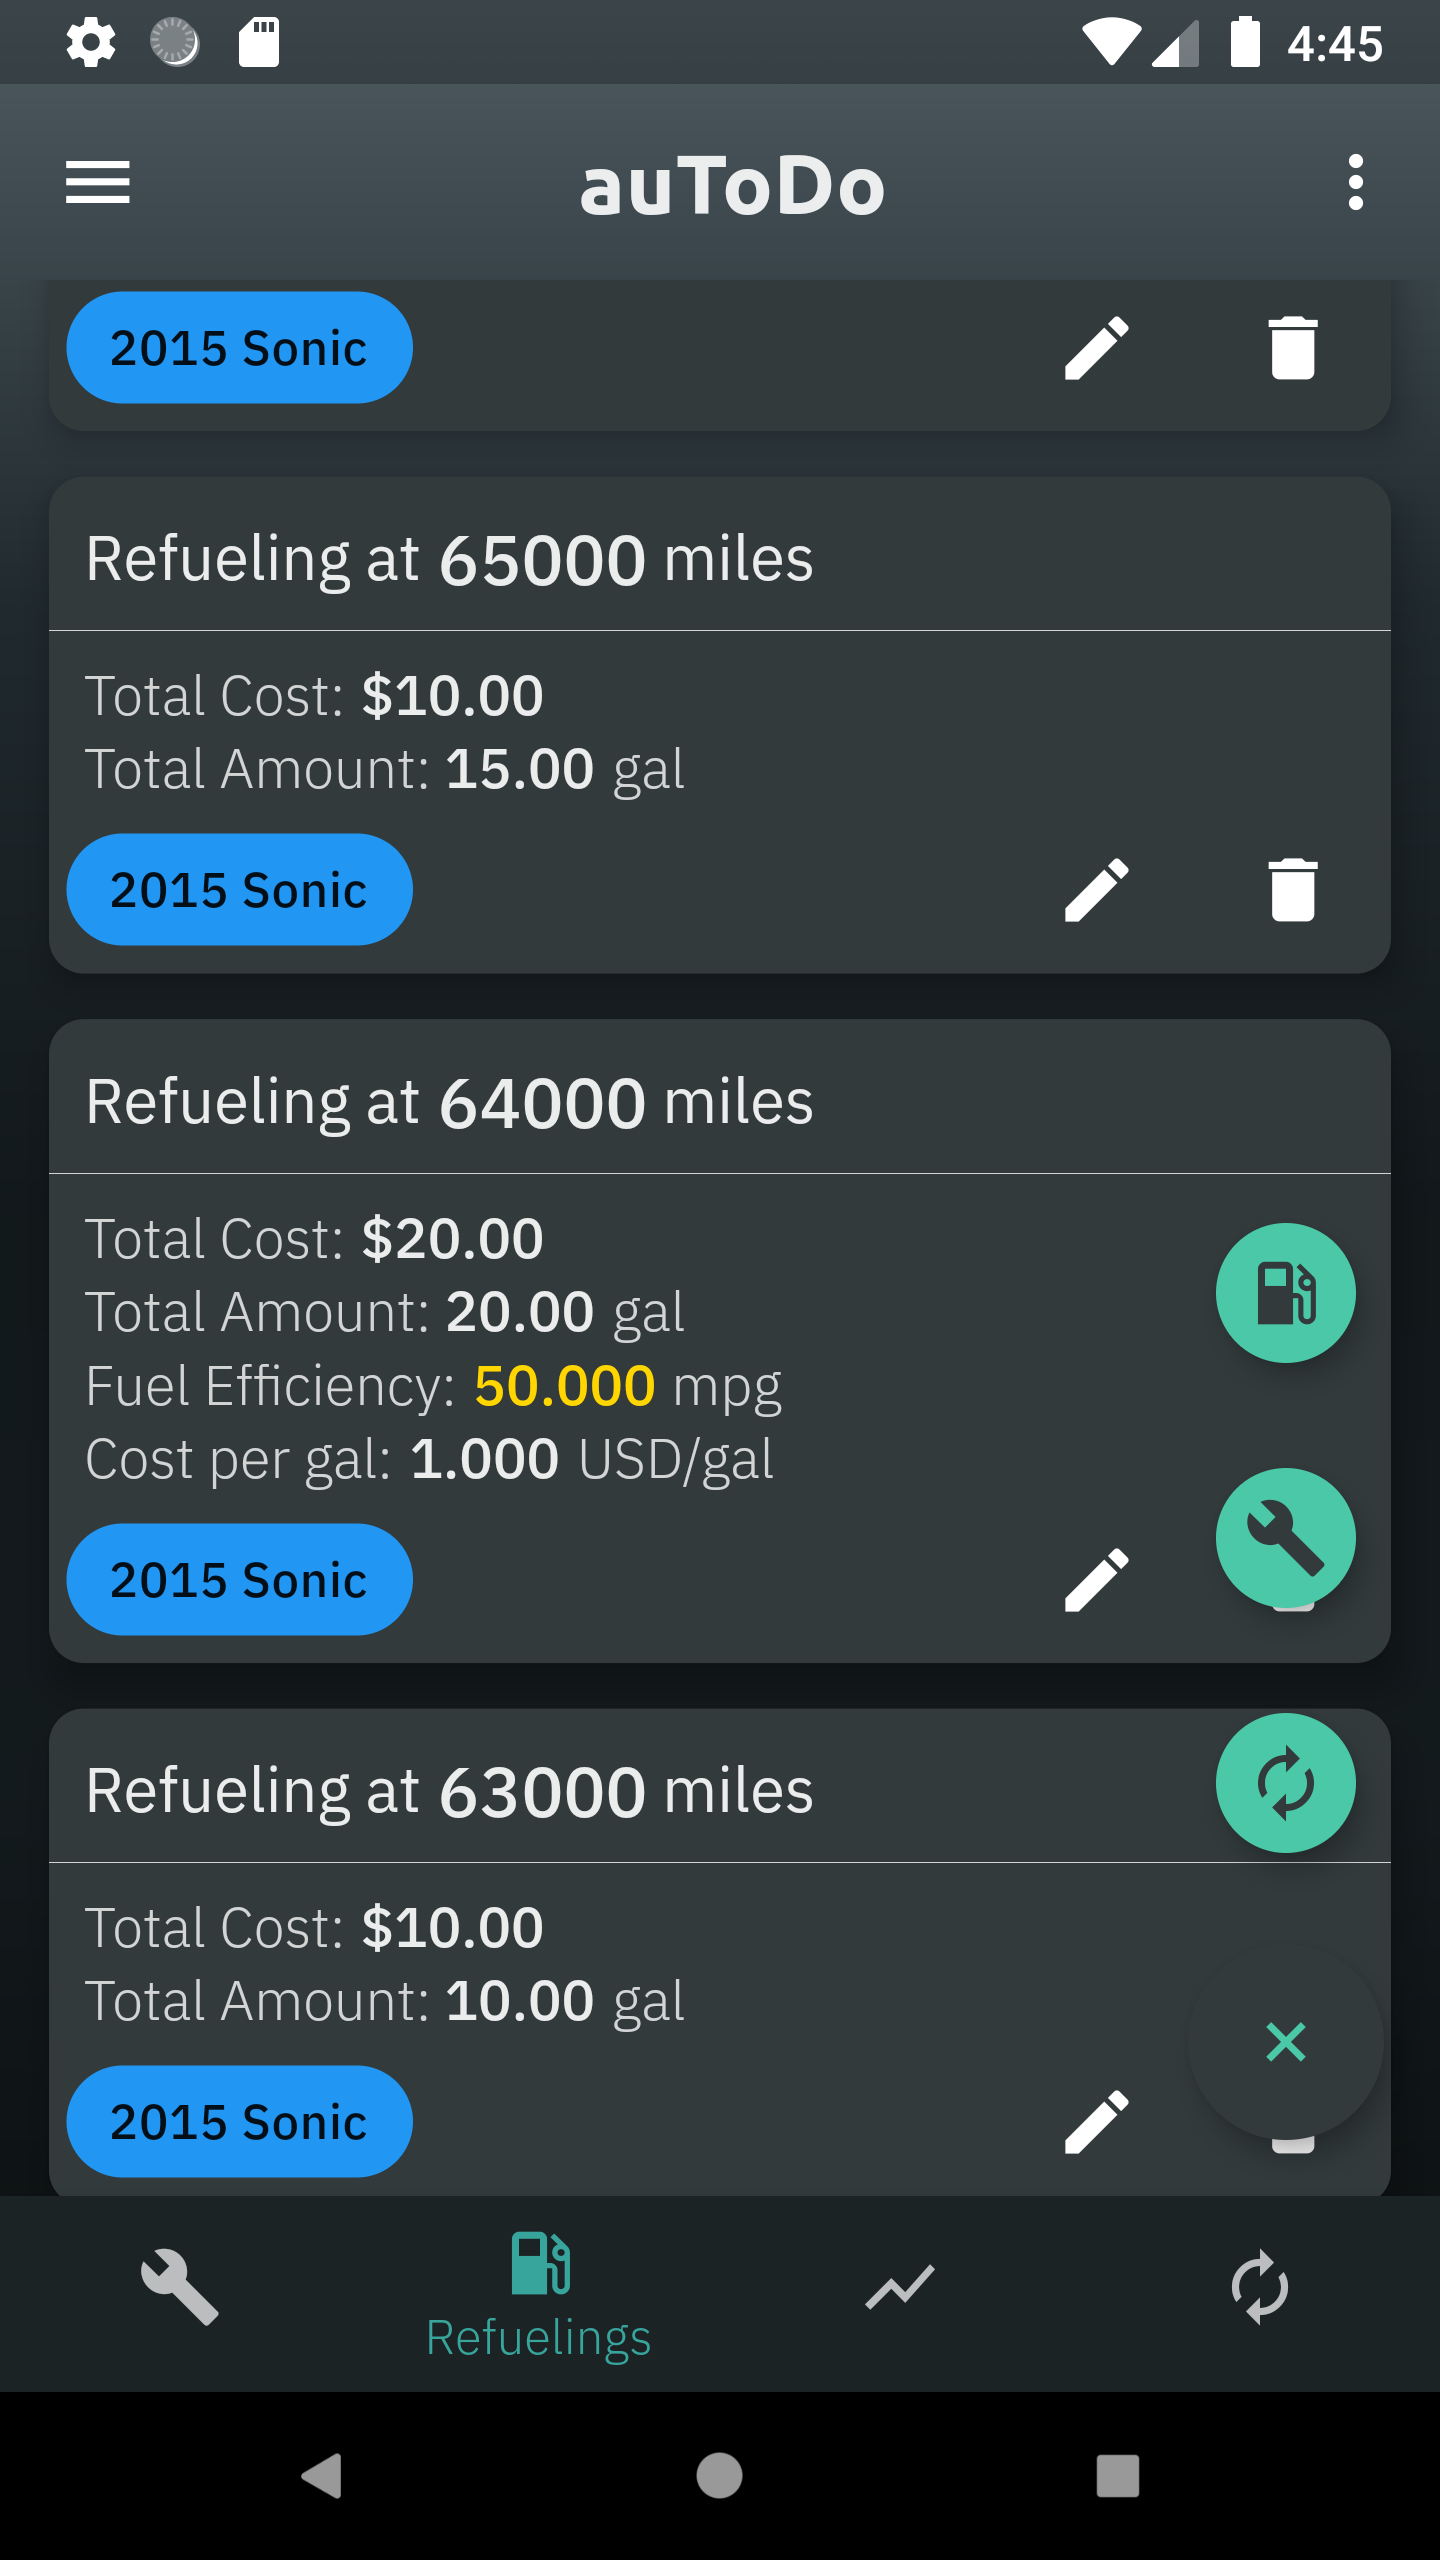 4:45
auToDo
2015 Sonic
Refueling at 65000 miles
Total Cost: $10.00
Total Amount: 15.00 gal
2015 Sonic
Refueling at 64000 miles
Total Cost: $20.00
Total Amount: 20.00 gal
Fuel Efficiency: 50.000 mpg
Cost per gal: 1.000 USD/gal
2015 Sonic
Refueling at 63000 miles
Total Cost: $10.00
Total Amount: 10.00 gal
2015 Sonic
Refuelings